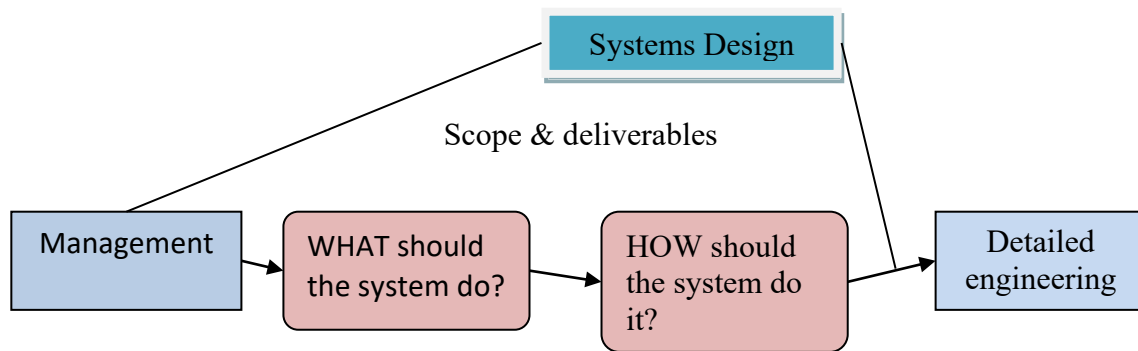 Systems Design
Scope & deliverables
Management
WHAT should
the system do?
HOW should
the system do
it?
Detailed
engineering